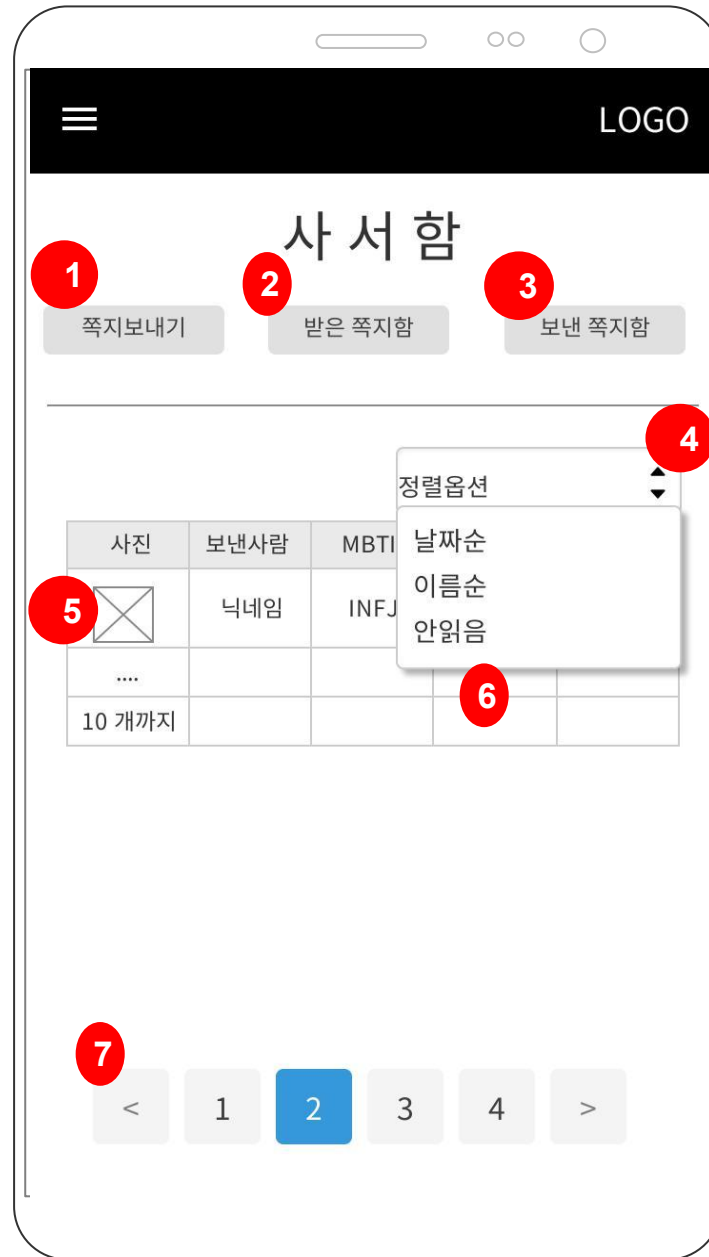 LOGO
사 서 함
1
2
3
쪽지보내기 받은 쪽지함 보낸 쪽지함
4
정렬옵션
사진 보낸사람 MBTI
날짜순
5 닉네임 INFJ
이름순
안읽음
....
6
10 개까지
7
< 1 2 3 4 >